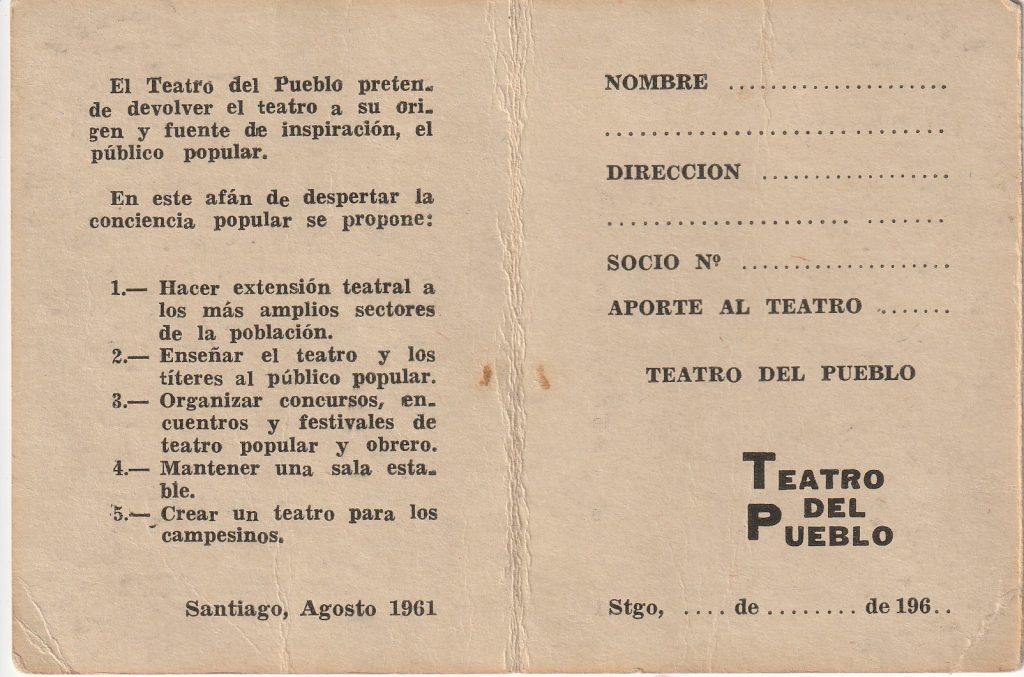 El Teatro del Pueblo preten-
de devolver el teatro a su ori-
gen y fuente de inspiración, el
público popular.
En este afán de despertar la
conciencia popular se propone:
1.— Hacer extensión teatral a
los más amplios sectores
de la población.
2.— Enseñar el teatro y los
títeres al público popular.
3.— Organizar concursos, en-
cuentros y festivales de
teatro popular y obrero.
4.— Mantener una sala esta-
ble.
5.— Crear un teatro para los
campesinos.
Santiago, Agosto 1961
NOMBRE ...................
.............................
DIRECCION ................
..................... .......
SOCIO Nº ..................
APORTE AL TEATRO .......
TEATRO DEL PUEBLO
TEATRO
DEL
PUEBLO
Stgo, .... de ........ de 196..